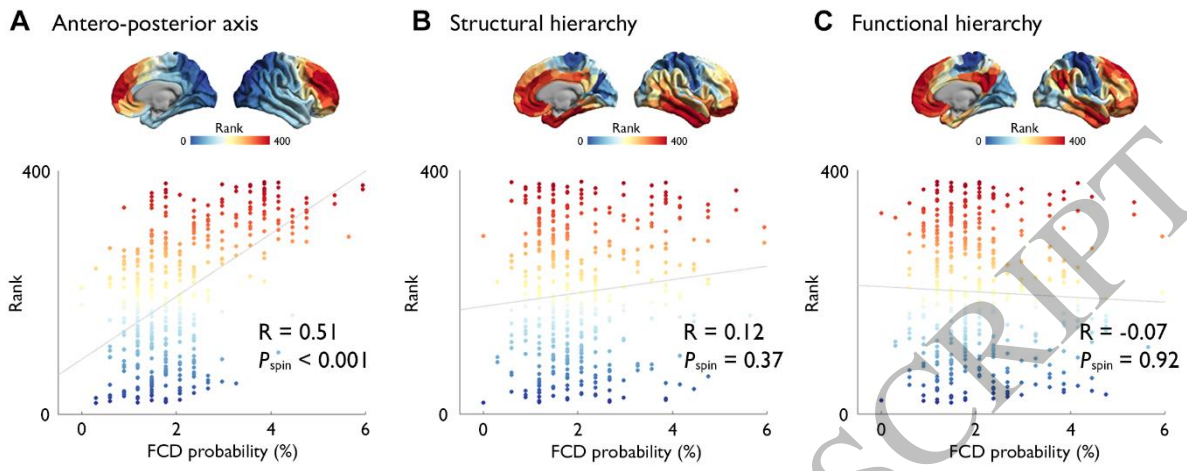 A Antero-posterior axis
Rank
0 400
400
Rank
R = 0.51
Pspin < 0.001
0
0 2 4 6
FCD probability (%)
B Structural hierarchy
Rank
0 400
400
Rank
R = 0.12
Pspin = 0.37
0
0 2 4 6
FCD probability (%)
C Functional hierarchy
Rank
0 400
400
Rank
R = -0.07
Pspin = 0.92
0
0 2 4 6
FCD probability (%)
SCRIPT